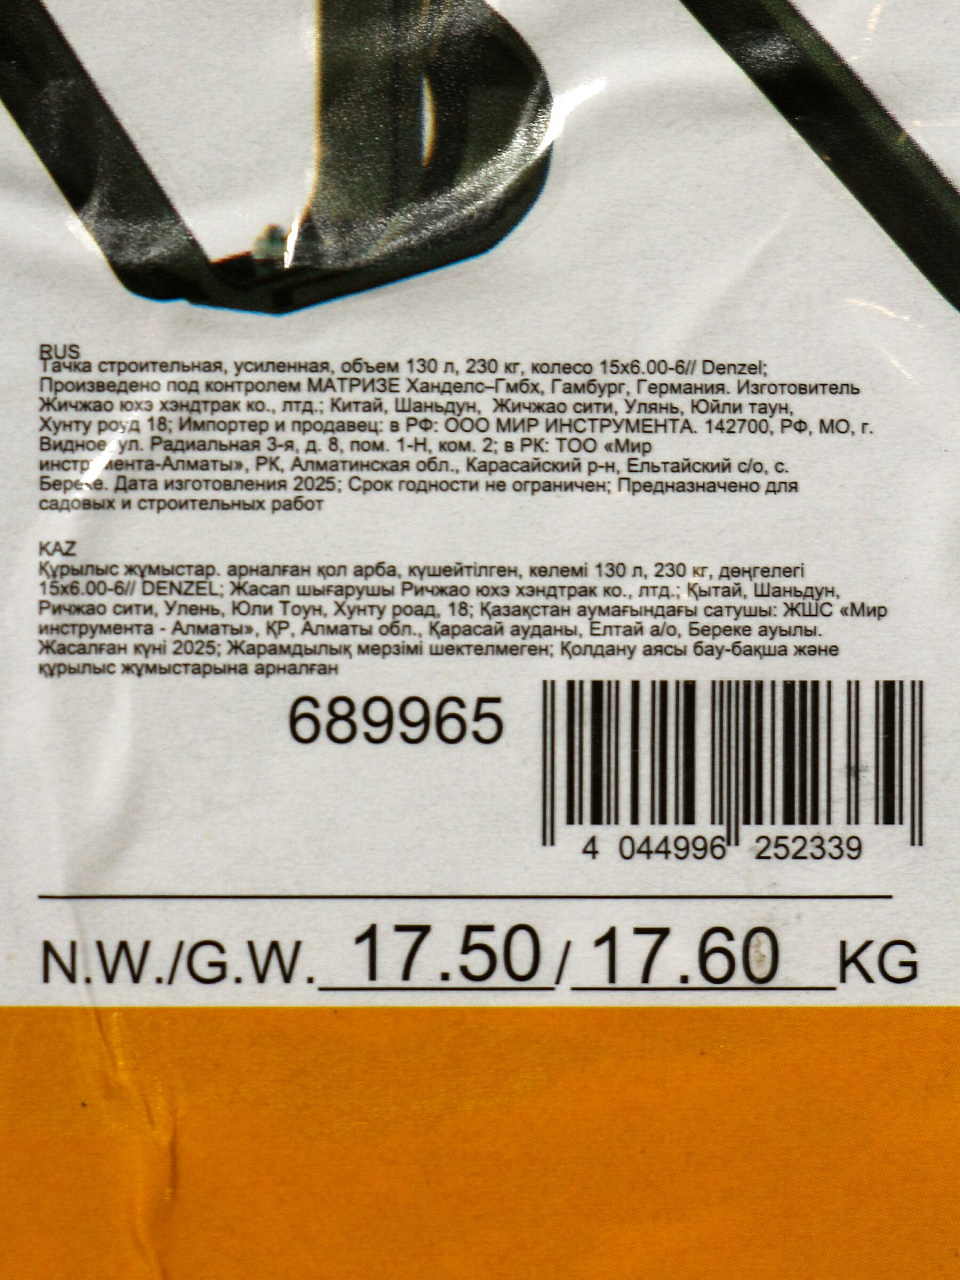 RUS
Тачка строительная, усиленная, объем 130 л, 230 кг, колесо 15x6.00-6// Denzel;
Произведено под контролем МАТРИЗЕ Ханделс–Гмбх, Гамбург, Германия. Изготовитель
Жичжао юхэ хэндтрак ко., лтд.; Китай, Шаньдун, Жичжао сити, Улянь, Юйли таун,
Хунту роуд 18; Импортер и продавец: в РФ: ООО МИР ИНСТРУМЕНТА. 142700, РФ, МО, г.
Видное, ул. Радиальная 3-я, д. 8, пом. 1-Н, ком. 2; в РК: ТОО «Мир
инструмента-Алматы», РК, Алматинская обл., Карасайский р-н, Ельтайский с/о, с.
Береке. Дата изготовления 2025; Срок годности не ограничен; Предназначено для
садовых и строительных работ
KAZ
Құрылыс жұмыстар. арналған қол арба, күшейтілген, көлемі 130 л, 230 кг, дөңгелегі
15x6.00-6// DENZEL; Жасап шығарушы Ричжао юхэ хэндтрак ко., лтд.; Қытай, Шаньдун,
Ричжао сити, Улень, Юли Тоун, Хунту роад, 18; Қазақстан аумағындағы сатушы: ЖШС «Мир
инструмента - Алматы», ҚР, Алматы обл., Қарасай ауданы, Елтай а/о, Береке ауылы.
Жасалған күні 2025; Жарамдылық мерзімі шектелмеген; Қолдану аясы бау-бақша және
құрылыс жұмыстарына арналған
689965
4 044996 252339
N.W./G.W. 17.50 / 17.60 KG